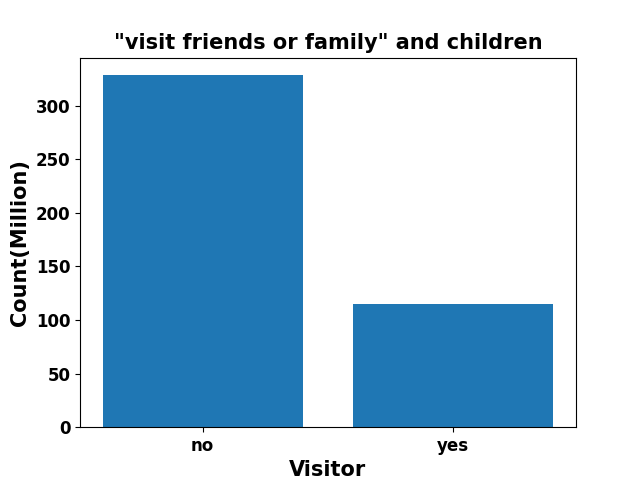 "visit friends or family" and children
Count(Million)
300
250
200
150
100
50
0
no yes
Visitor